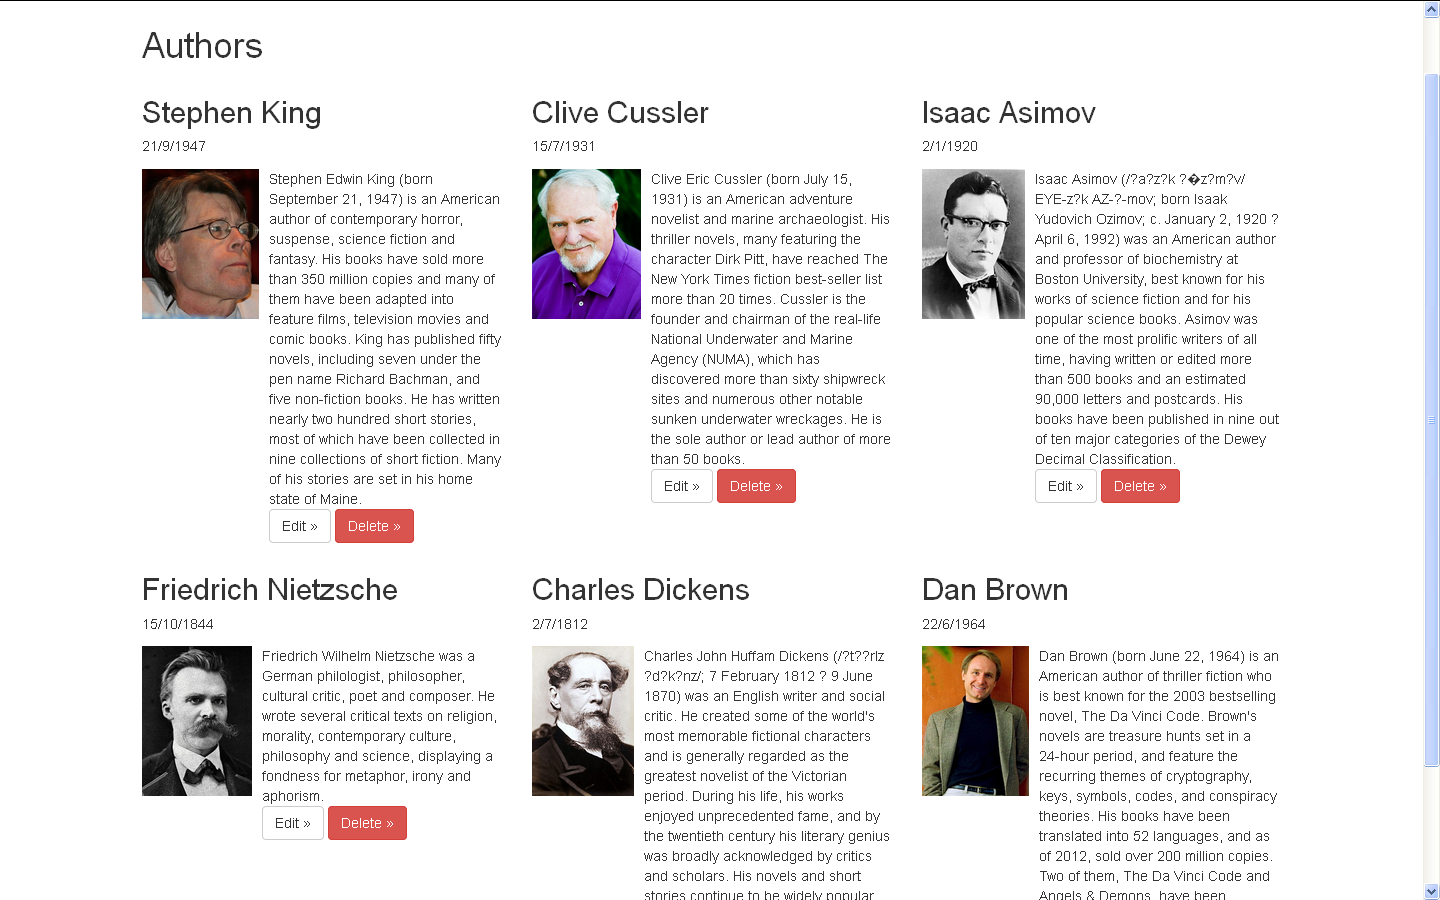 Authors
Stephen King
21/9/1947
Stephen Edwin King (born
September 21, 1947) is an American
author of contemporary horror,
suspense, science fiction and
fantasy. His books have sold more
than 350 million copies and many of
them have been adapted into
feature films, television movies and
comic books. King has published fifty
novels, including seven under the
pen name Richard Bachman, and
five non-fiction books. He has written
nearly two hundred short stories,
most of which have been collected in
nine collections of short fiction. Many
of his stories are set in his home
state of Maine.
Edit » Delete »
Clive Cussler
15/7/1931
Clive Eric Cussler (born July 15,
1931) is an American adventure
novelist and marine archaeologist. His
thriller novels, many featuring the
character Dirk Pitt, have reached The
New York Times fiction best-seller list
more than 20 times. Cussler is the
founder and chairman of the real-life
National Underwater and Marine
Agency (NUMA), which has
discovered more than sixty shipwreck
sites and numerous other notable
sunken underwater wreckages. He is
the sole author or lead author of more
than 50 books.
Edit » Delete »
Isaac Asimov
2/1/1920
Isaac Asimov (/?a?z?k ?�z?m?v/
EYE-z?k AZ-?-mov; born Isaak
Yudovich Ozimov; c. January 2, 1920 ?
April 6, 1992) was an American author
and professor of biochemistry at
Boston University, best known for his
works of science fiction and for his
popular science books. Asimov was
one of the most prolific writers of all
time, having written or edited more
than 500 books and an estimated
90,000 letters and postcards. His
books have been published in nine out
of ten major categories of the Dewey
Decimal Classification.
Edit » Delete »
Friedrich Nietzsche
15/10/1844
Friedrich Wilhelm Nietzsche was a
German philologist, philosopher,
cultural critic, poet and composer. He
wrote several critical texts on religion,
morality, contemporary culture,
philosophy and science, displaying a
fondness for metaphor, irony and
aphorism.
Edit » Delete »
Charles Dickens
2/7/1812
Charles John Huffam Dickens (/?t??rlz
?d?k?nz/; 7 February 1812 ? 9 June
1870) was an English writer and social
critic. He created some of the world's
most memorable fictional characters
and is generally regarded as the
greatest novelist of the Victorian
period. During his life, his works
enjoyed unprecedented fame, and by
the twentieth century his literary genius
was broadly acknowledged by critics
and scholars. His novels and short
stories continue to be widely popular.
Dan Brown
22/6/1964
Dan Brown (born June 22, 1964) is an
American author of thriller fiction who
is best known for the 2003 bestselling
novel, The Da Vinci Code. Brown's
novels are treasure hunts set in a
24-hour period, and feature the
recurring themes of cryptography,
keys, symbols, codes, and conspiracy
theories. His books have been
translated into 52 languages, and as
of 2012, sold over 200 million copies.
Two of them, The Da Vinci Code and
Angels & Demons, have been